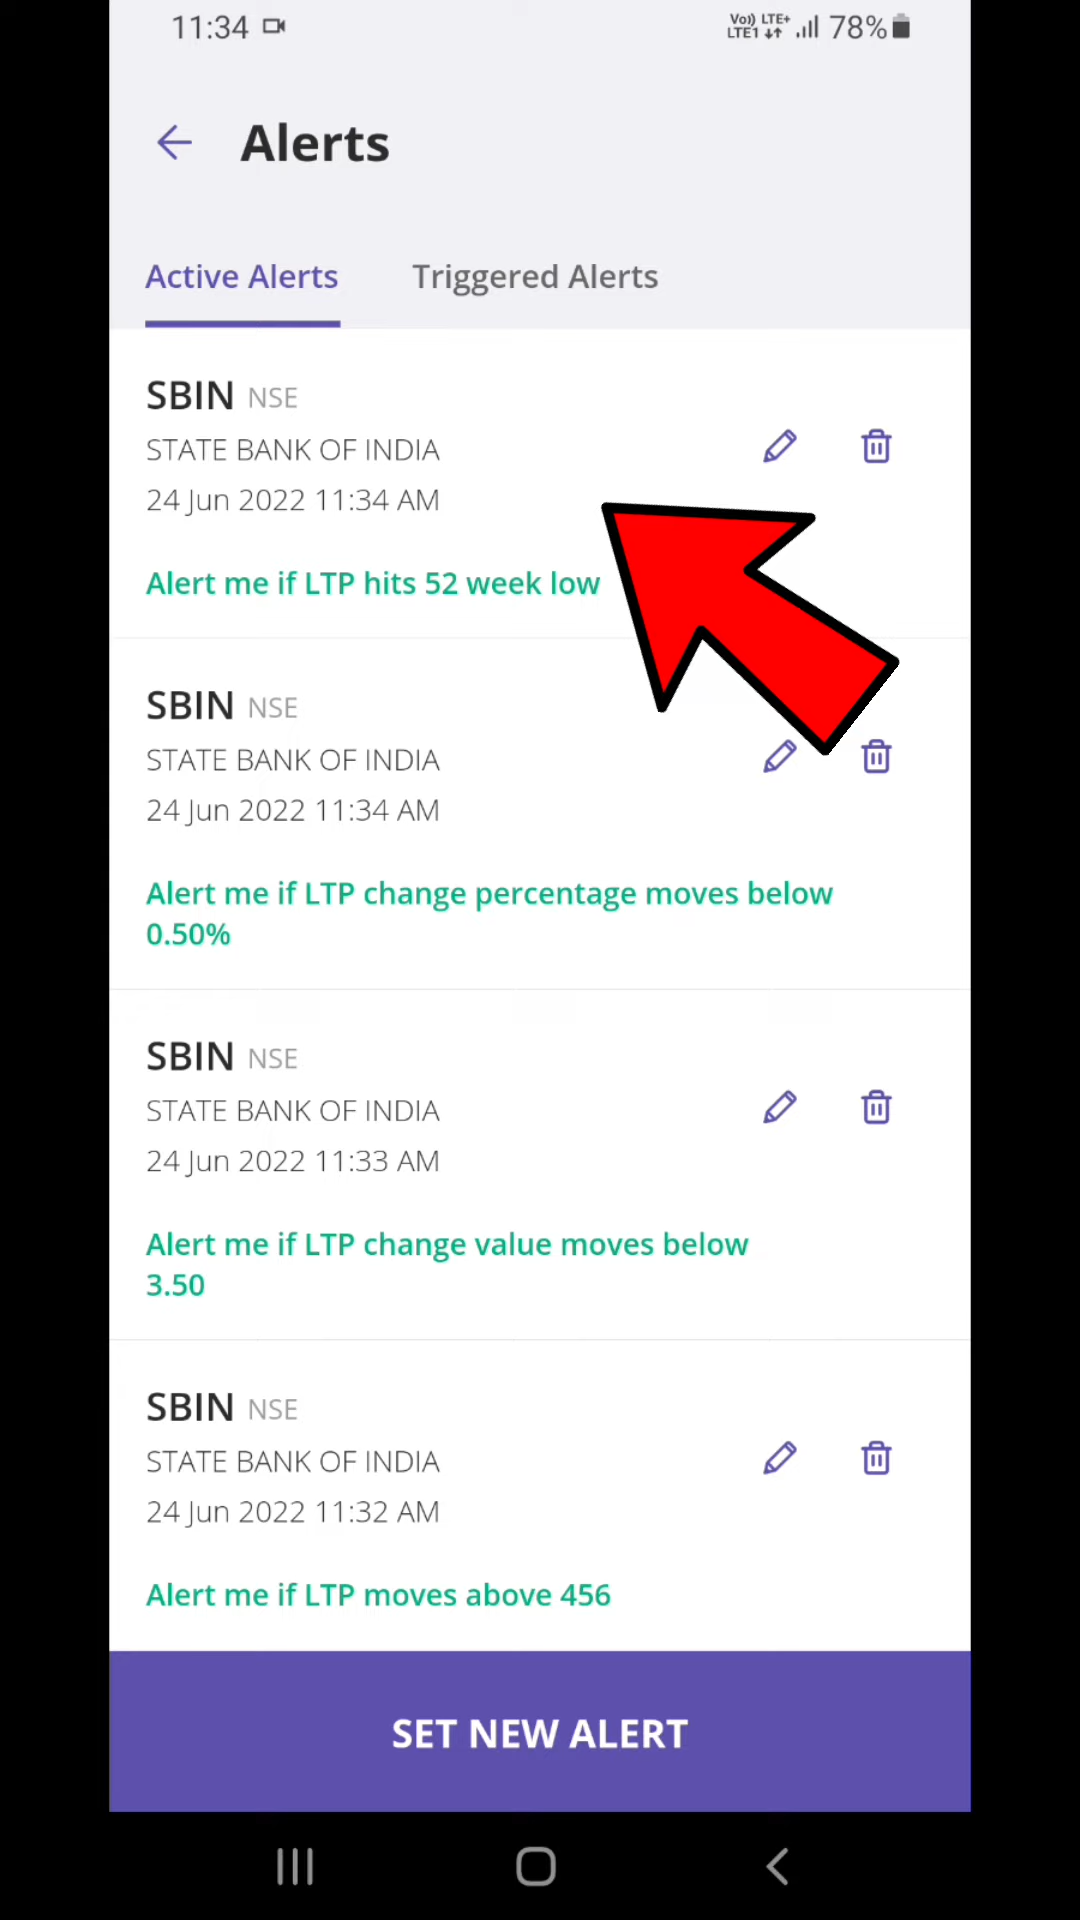 11:34 Vo)) LTE+ LTE1 78%
Alerts
Active Alerts Triggered Alerts
SBIN NSE
STATE BANK OF INDIA
24 Jun 2022 11:34 AM
Alert me if LTP hits 52 week low
SBIN NSE
STATE BANK OF INDIA
24 Jun 2022 11:34 AM
Alert me if LTP change percentage moves below
0.50%
SBIN NSE
STATE BANK OF INDIA
24 Jun 2022 11:33 AM
Alert me if LTP change value moves below
3.50
SBIN NSE
STATE BANK OF INDIA
24 Jun 2022 11:32 AM
Alert me if LTP moves above 456
SET NEW ALERT